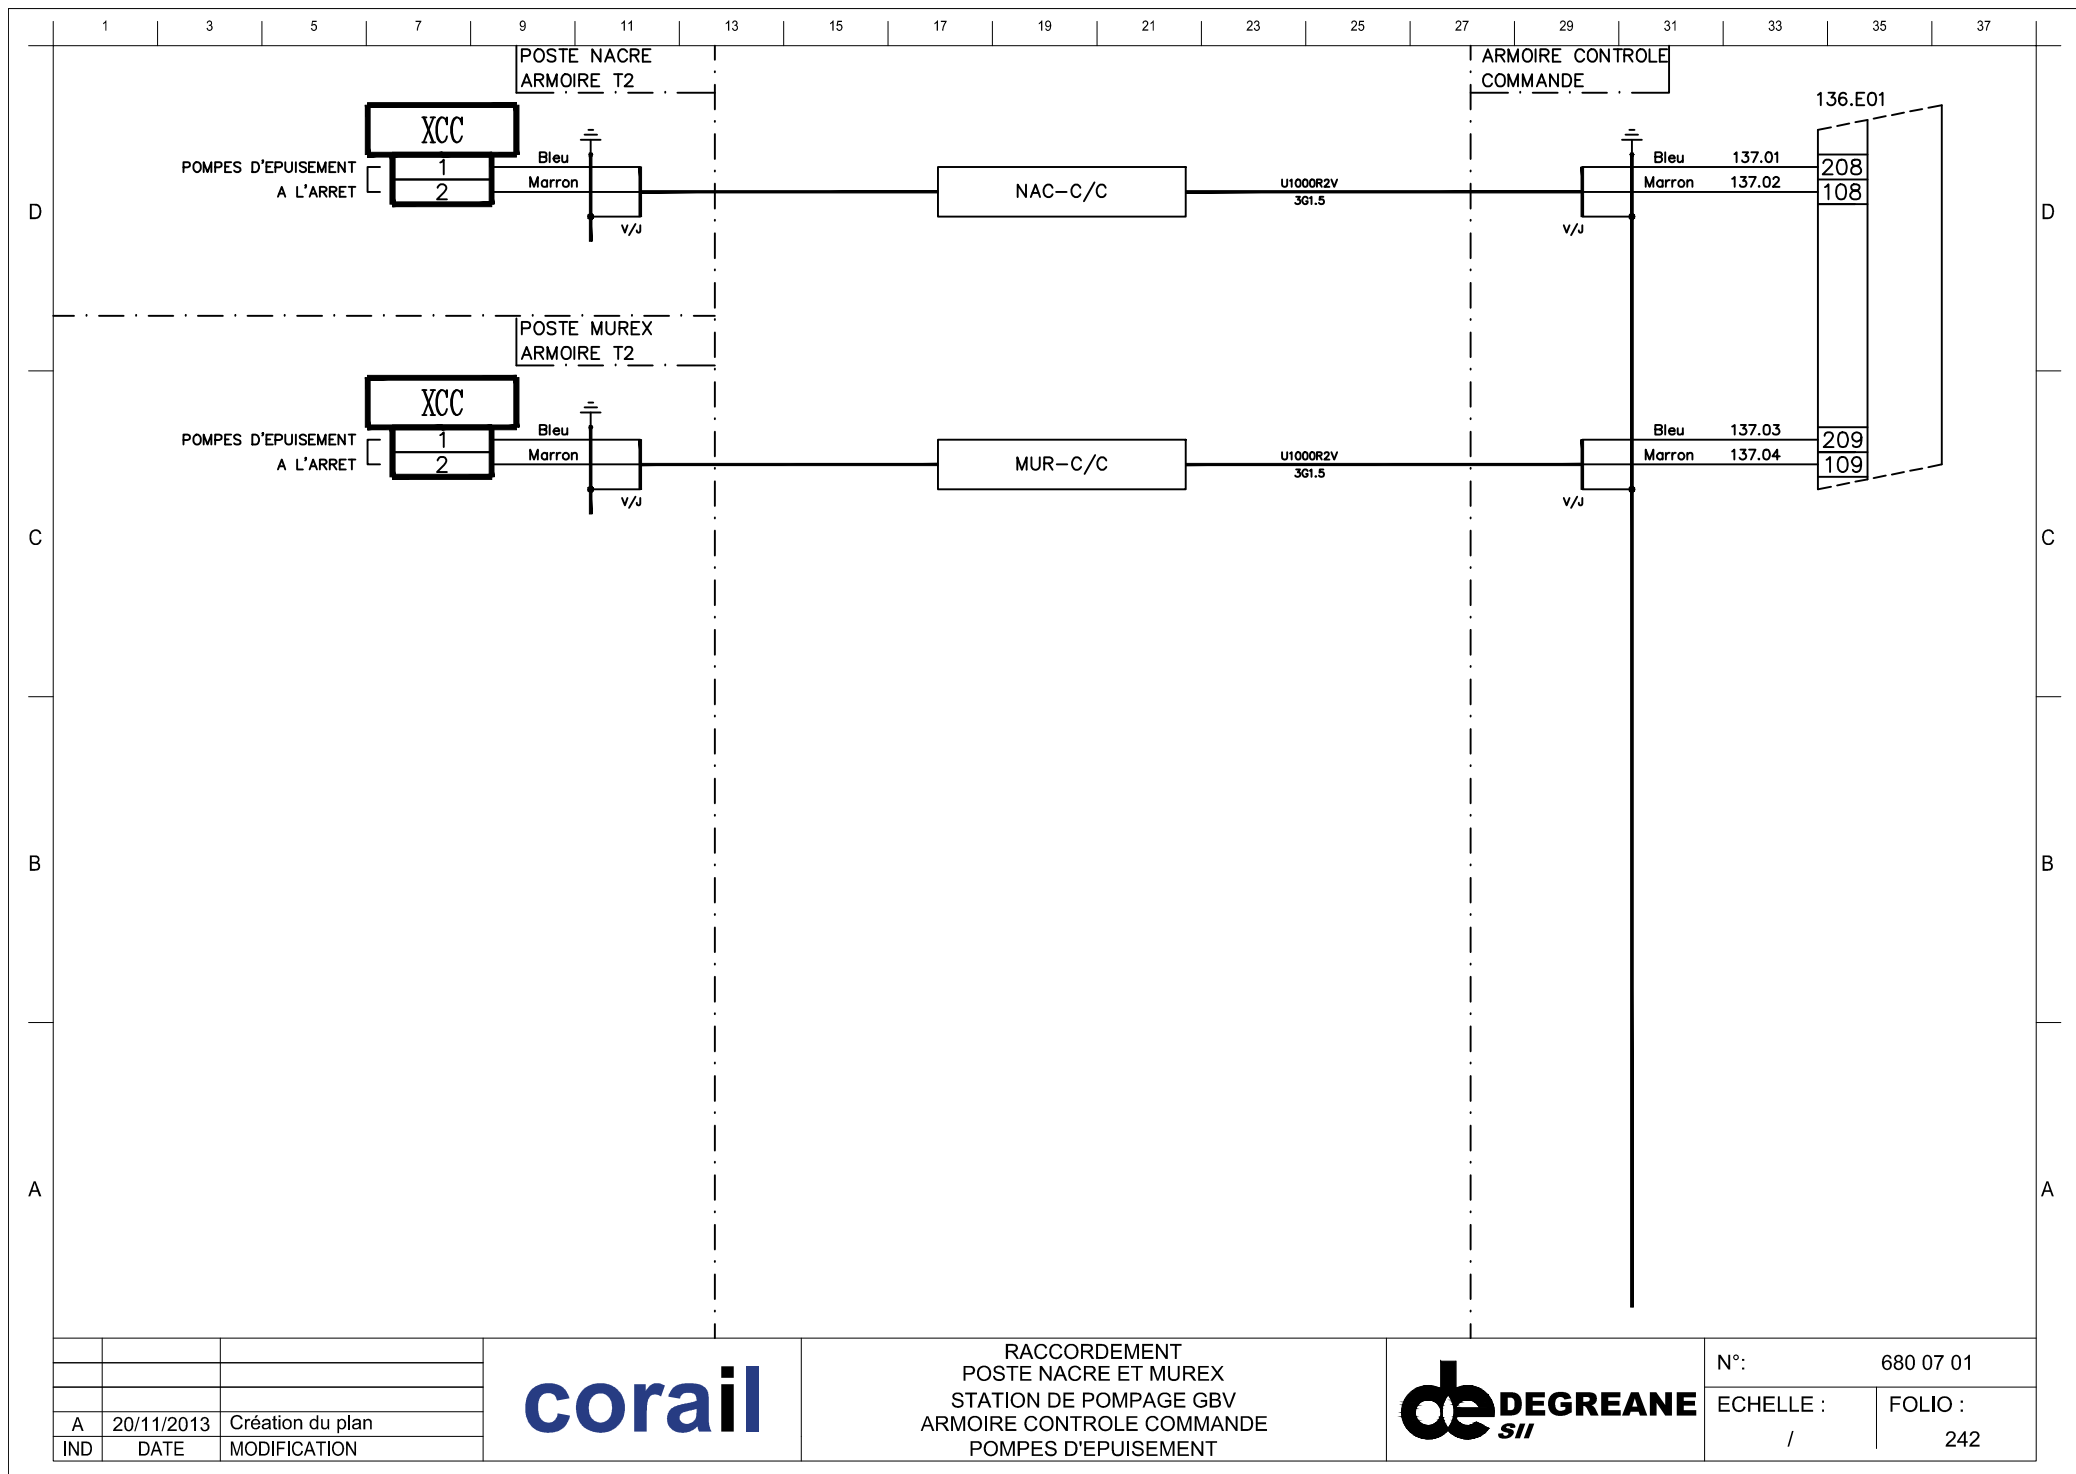 1 3 5 7 9 11 13 15 17 19 21 23 25 27 29 31 33 35 37
POSTE NACRE
ARMOIRE T2
ARMOIRE CONTROLE
COMMANDE
136.E01
XCC
POMPES D'EPUISEMENT
A L'ARRET
1
2
Bleu
Marron
V/J
NAC-C/C
U1000R2V
3G1.5
V/J
Bleu 137.01
Marron 137.02
208
108
D D
POSTE MUREX
ARMOIRE T2
XCC
POMPES D'EPUISEMENT
A L'ARRET
1
2
Bleu
Marron
V/J
MUR-C/C
U1000R2V
3G1.5
V/J
Bleu 137.03
Marron 137.04
209
109
C C
B B
A A
A 20/11/2013 Création du plan
IND DATE MODIFICATION
corail
RACCORDEMENT
POSTE NACRE ET MUREX
STATION DE POMPAGE GBV
ARMOIRE CONTROLE COMMANDE
POMPES D'EPUISEMENT
de DEGREANE
SII
N°: 680 07 01
ECHELLE :
/
FOLIO :
242